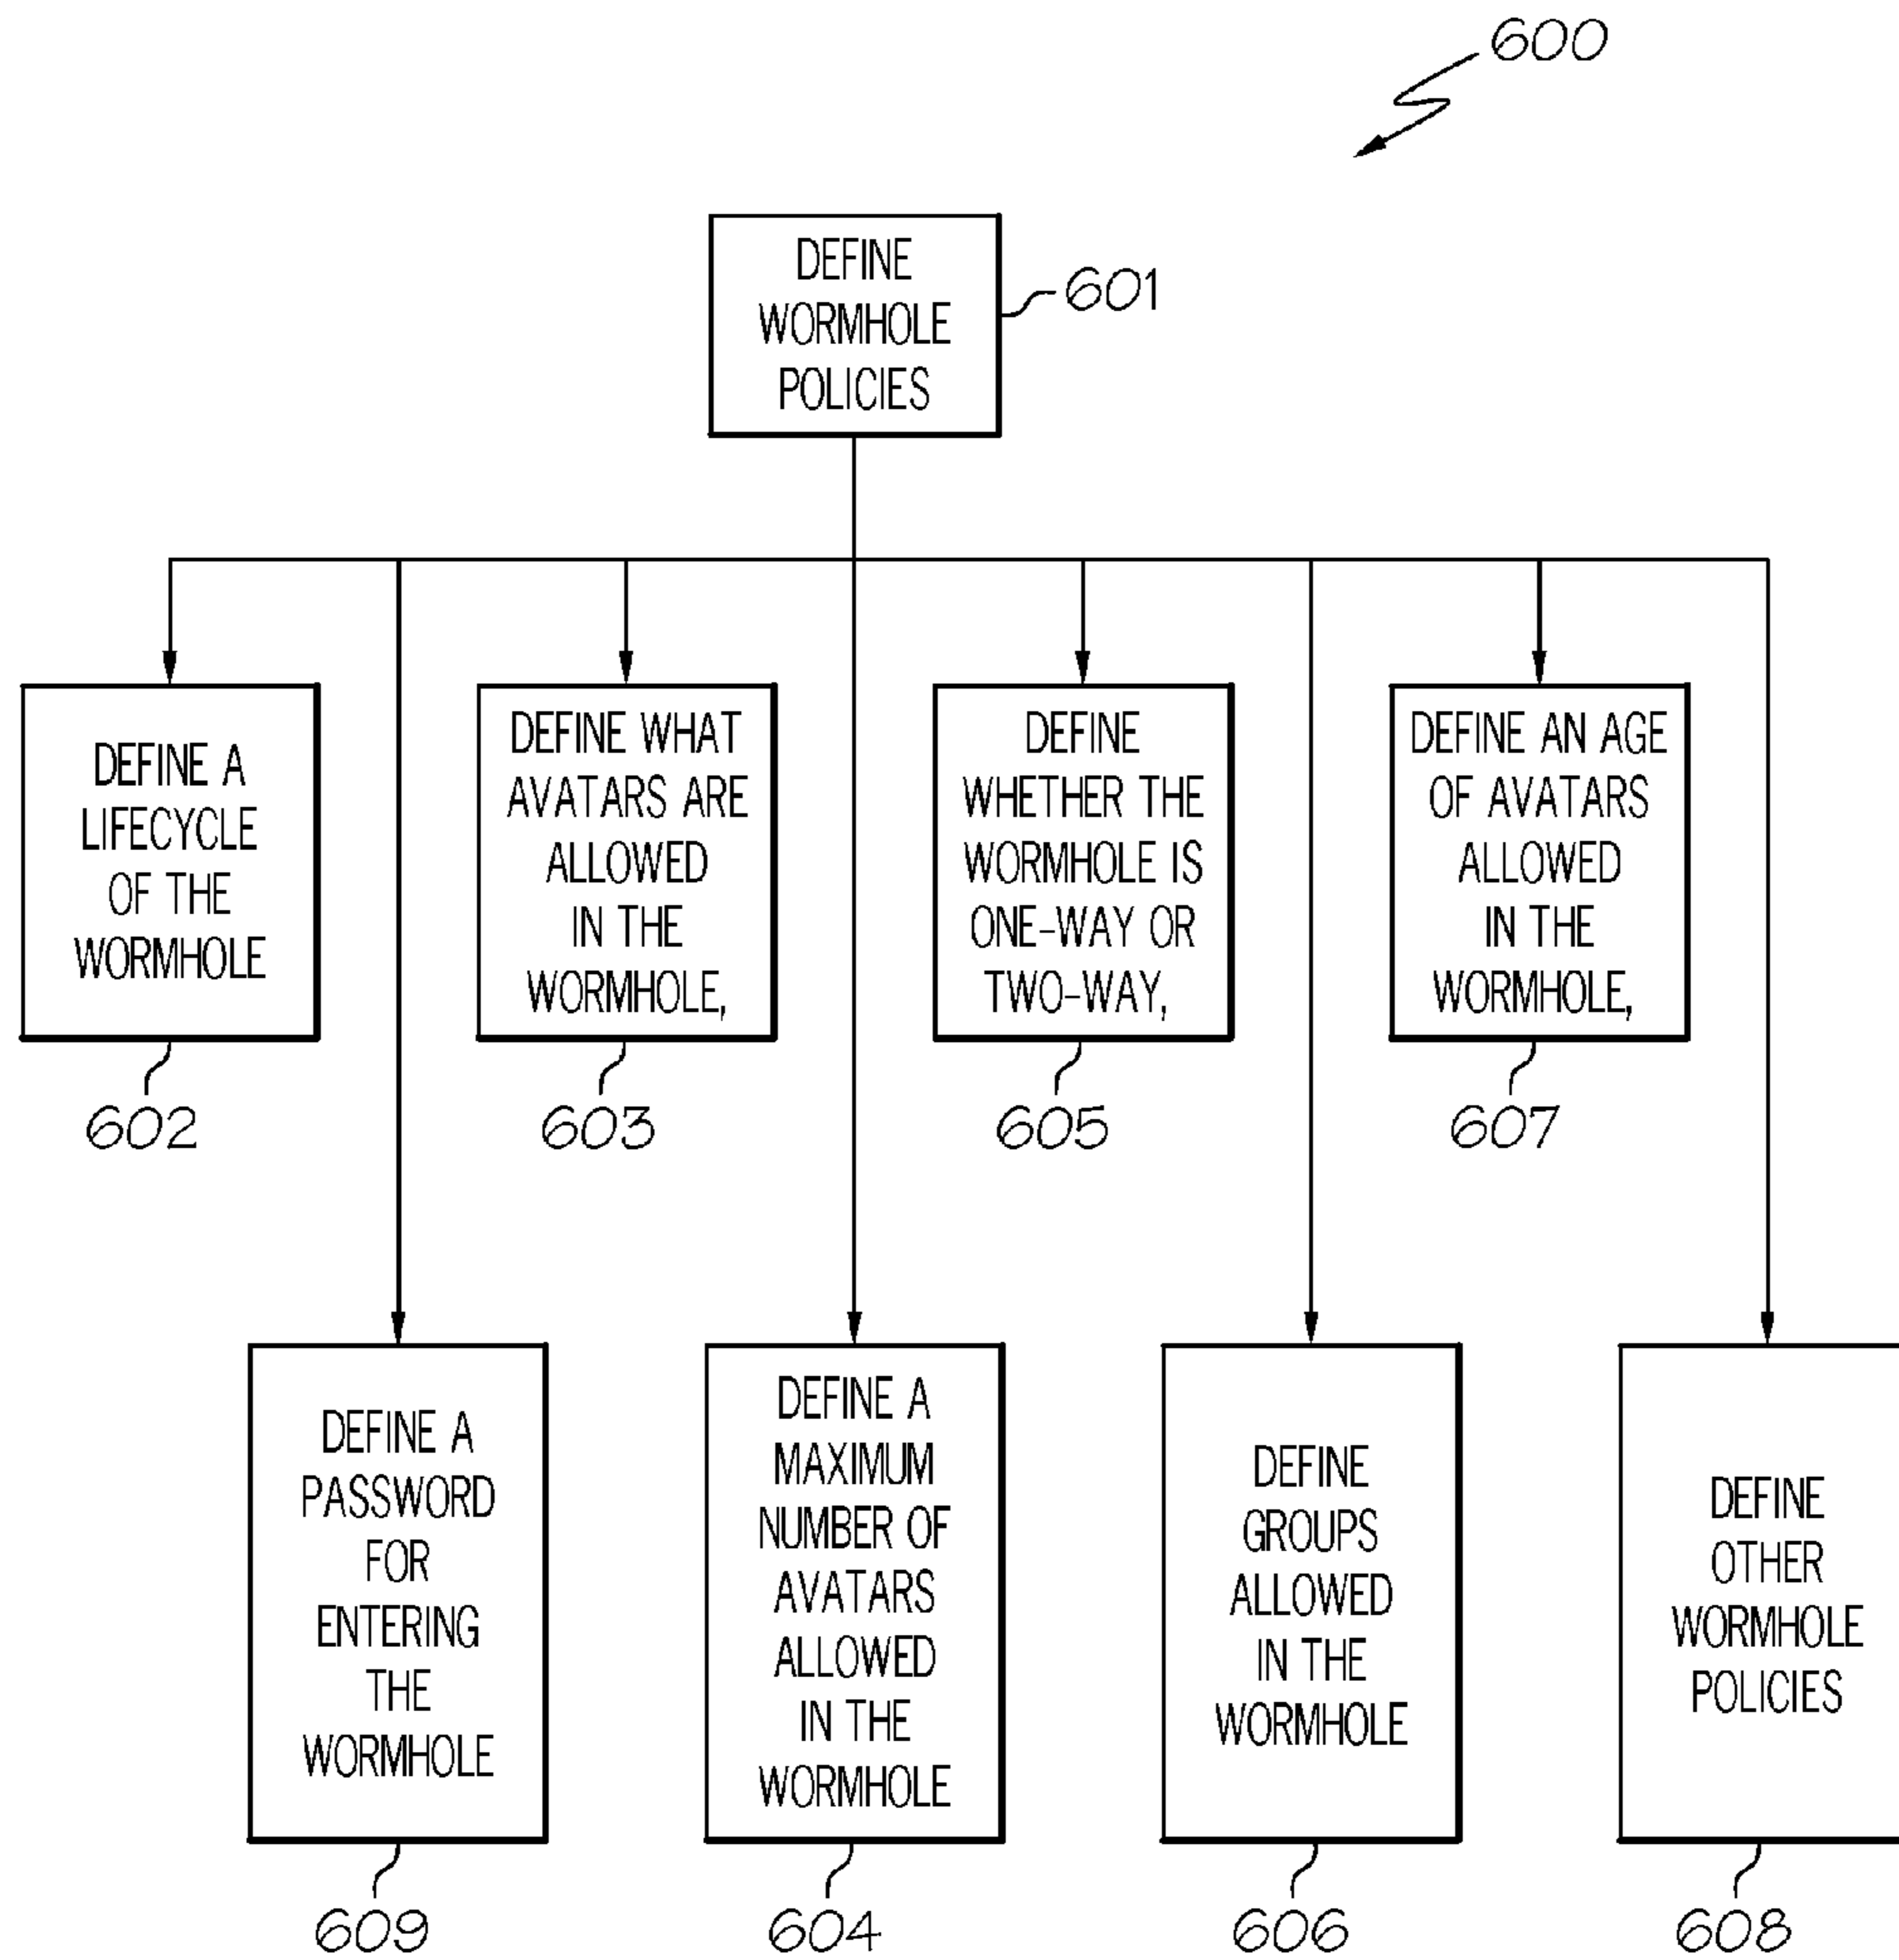 600
DEFINE
WORMHOLE
POLICIES
601
DEFINE A
LIFECYCLE
OF THE
WORMHOLE
602
DEFINE WHAT
AVATARS ARE
ALLOWED
IN THE
WORMHOLE,
603
DEFINE
WHETHER THE
WORMHOLE IS
ONE-WAY OR
TWO-WAY,
605
DEFINE AN AGE
OF AVATARS
ALLOWED
IN THE
WORMHOLE,
607
DEFINE A
PASSWORD
FOR
ENTERING
THE
WORMHOLE
609
DEFINE A
MAXIMUM
NUMBER OF
AVATARS
ALLOWED
IN THE
WORMHOLE
604
DEFINE
GROUPS
ALLOWED
IN THE
WORMHOLE
606
DEFINE
OTHER
WORMHOLE
POLICIES
608